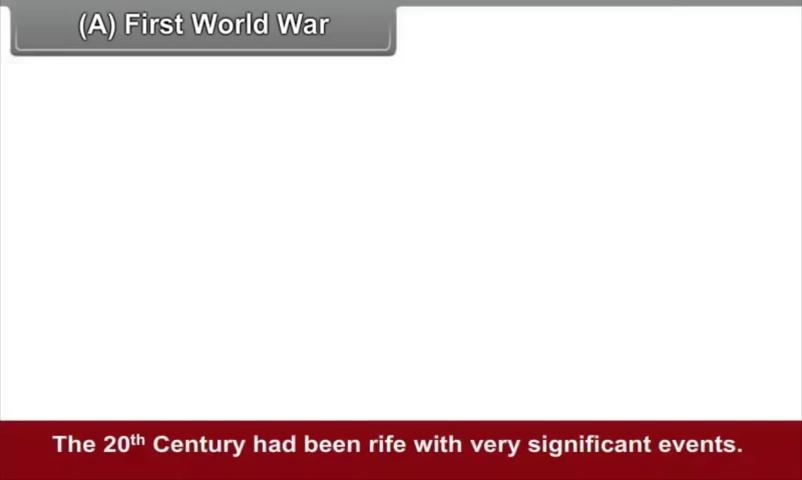 (A) First World War
The 20th Century had been rife with very significant events.